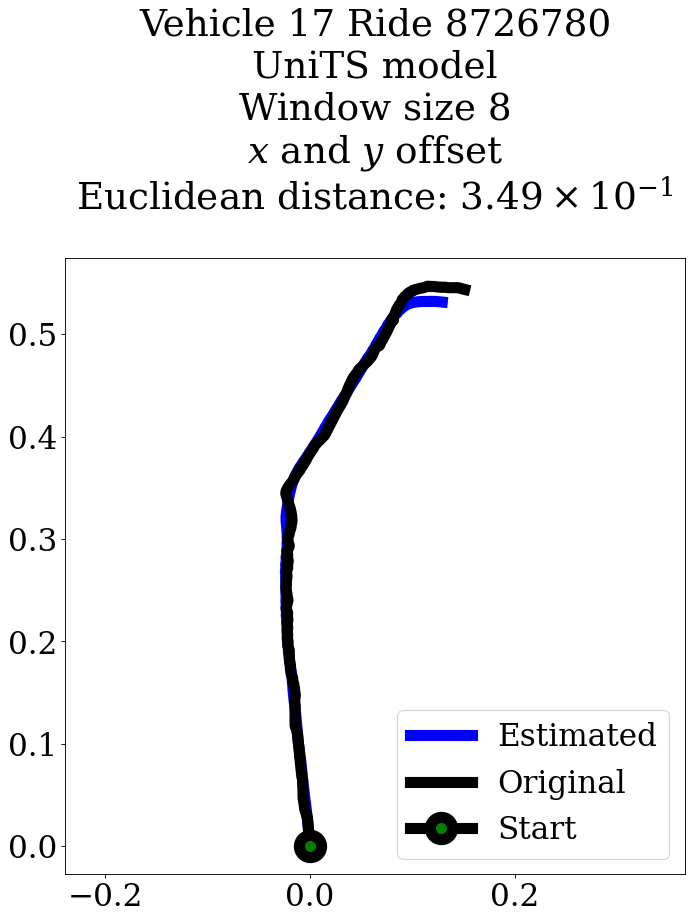 Vehicle 17 Ride 8726780
UniTS model
Window size 8
x and y offset
Euclidean distance: 3.49 × 10⁻¹
0.5
0.4
0.3
0.2
0.1
0.0
Estimated
Original
Start
−0.2
0.0
0.2